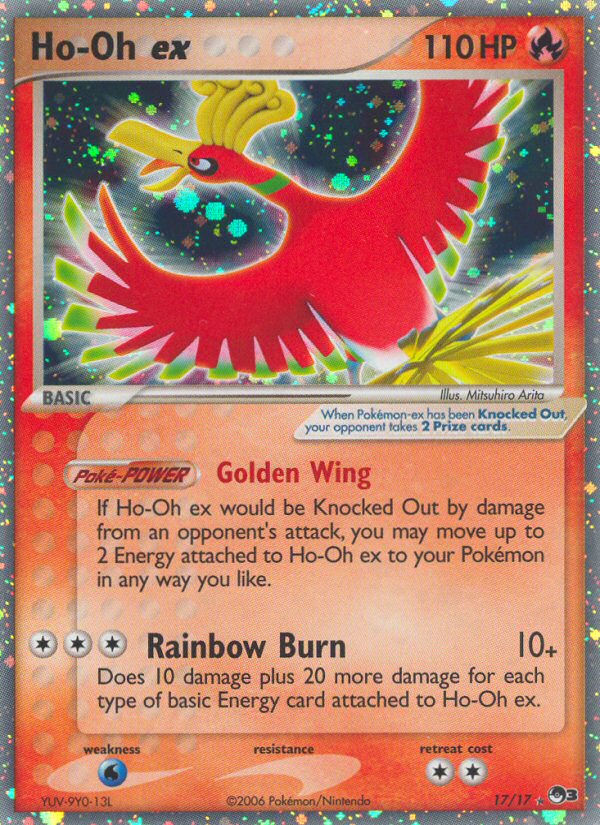 Ho-Oh ex 110 HP
BASIC
Illus. Mitsuhiro Arita
When Pokémon-ex has been Knocked Out,
your opponent takes 2 Prize cards.
Poké-POWER Golden Wing
If Ho-Oh ex would be Knocked Out by damage
from an opponent's attack, you may move up to
2 Energy attached to Ho-Oh ex to your Pokémon
in any way you like.
Rainbow Burn 10+
Does 10 damage plus 20 more damage for each
type of basic Energy card attached to Ho-Oh ex.
weakness resistance retreat cost
YUV-9Y0-13L ©2006 Pokémon/Nintendo 17/17 ★ 3